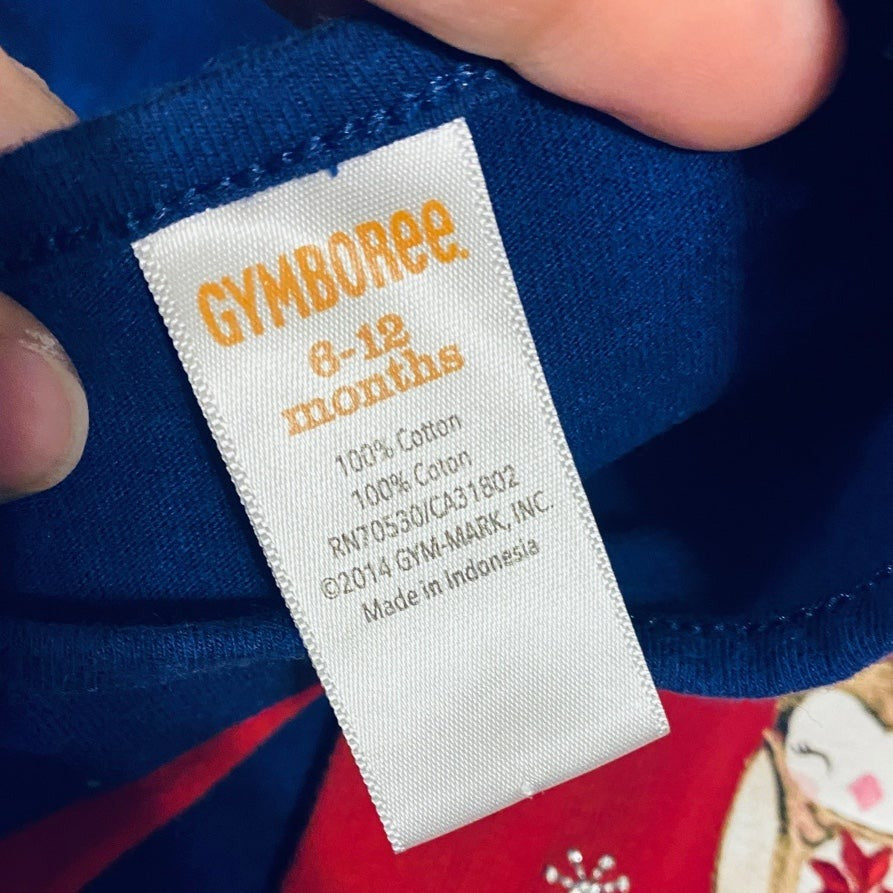 GYMBOREE.
6-12
months
100% Cotton
100% Coton
RN70530/CA31802
©2014 GYM-MARK, INC.
Made in Indonesia